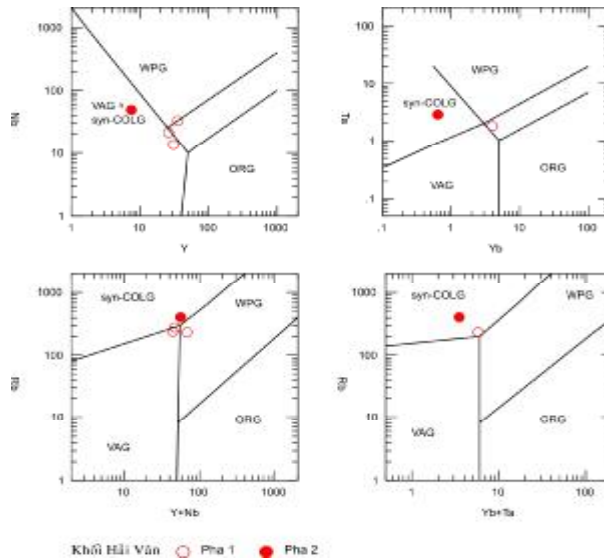 1000
100
10
1
Nb
WPG
VAG +
syn-COLG
ORG
1 10 100 1000
Y
100
10
1
.1
Ta
WPG
syn-COLG
VAG
ORG
.1 1 10 100
Yb
1000
100
10
1
Rb
syn-COLG
WPG
VAG
ORG
10 100 1000
Y+Nb
1000
100
10
1
Rb
syn-COLG
WPG
VAG
ORG
1 10 100
Yb+Ta
Khối Hải Vân Pha 1 Pha 2